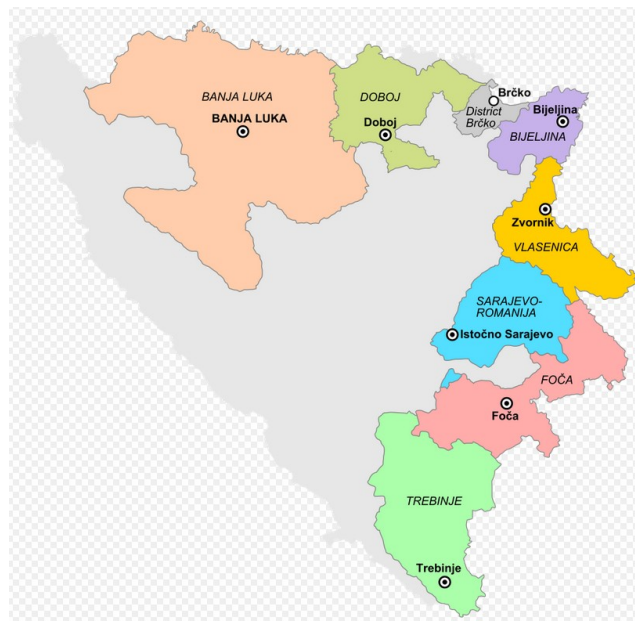 BANJA LUKA
BANJA LUKA
DOBOJ
Doboj
Brčko
District
Brčko
Bijeljina
BIJELJINA
Zvornik
VLASENICA
SARAJEVO-
ROMANIJA
Istočno Sarajevo
FOČA
Foča
TREBINJE
Trebinje